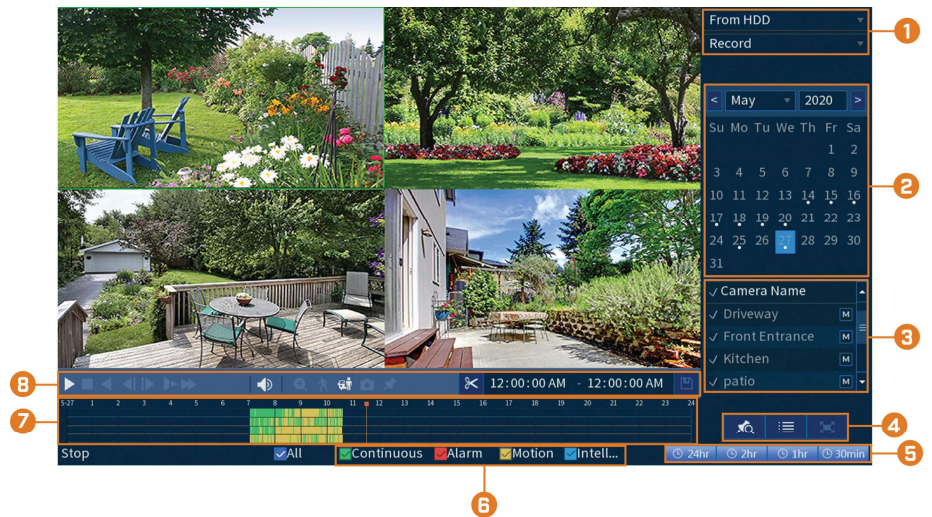 From HDD
Record
1
< May 2020 >
Su Mo Tu We Th Fr Sa
1 2
3 4 5 6 7 8 9
10 11 12 13 14 15 16
17 18 19 20 21 22 23
24 25 26 27 28 29 30
31
2
✓ Camera Name
✓ Driveway M
✓ Front Entrance M
✓ Kitchen M
✓ patio M
3
8
12:00:00 AM - 12:00:00 AM
7
5-27 1 2 3 4 5 6 7 8 9 10 11 12 13 14 15 16 17 18 19 20 21 22 23 24
4
Stop
All
Continuous
Alarm
Motion
Intell...
24hr
2hr
1hr
30min
5
6